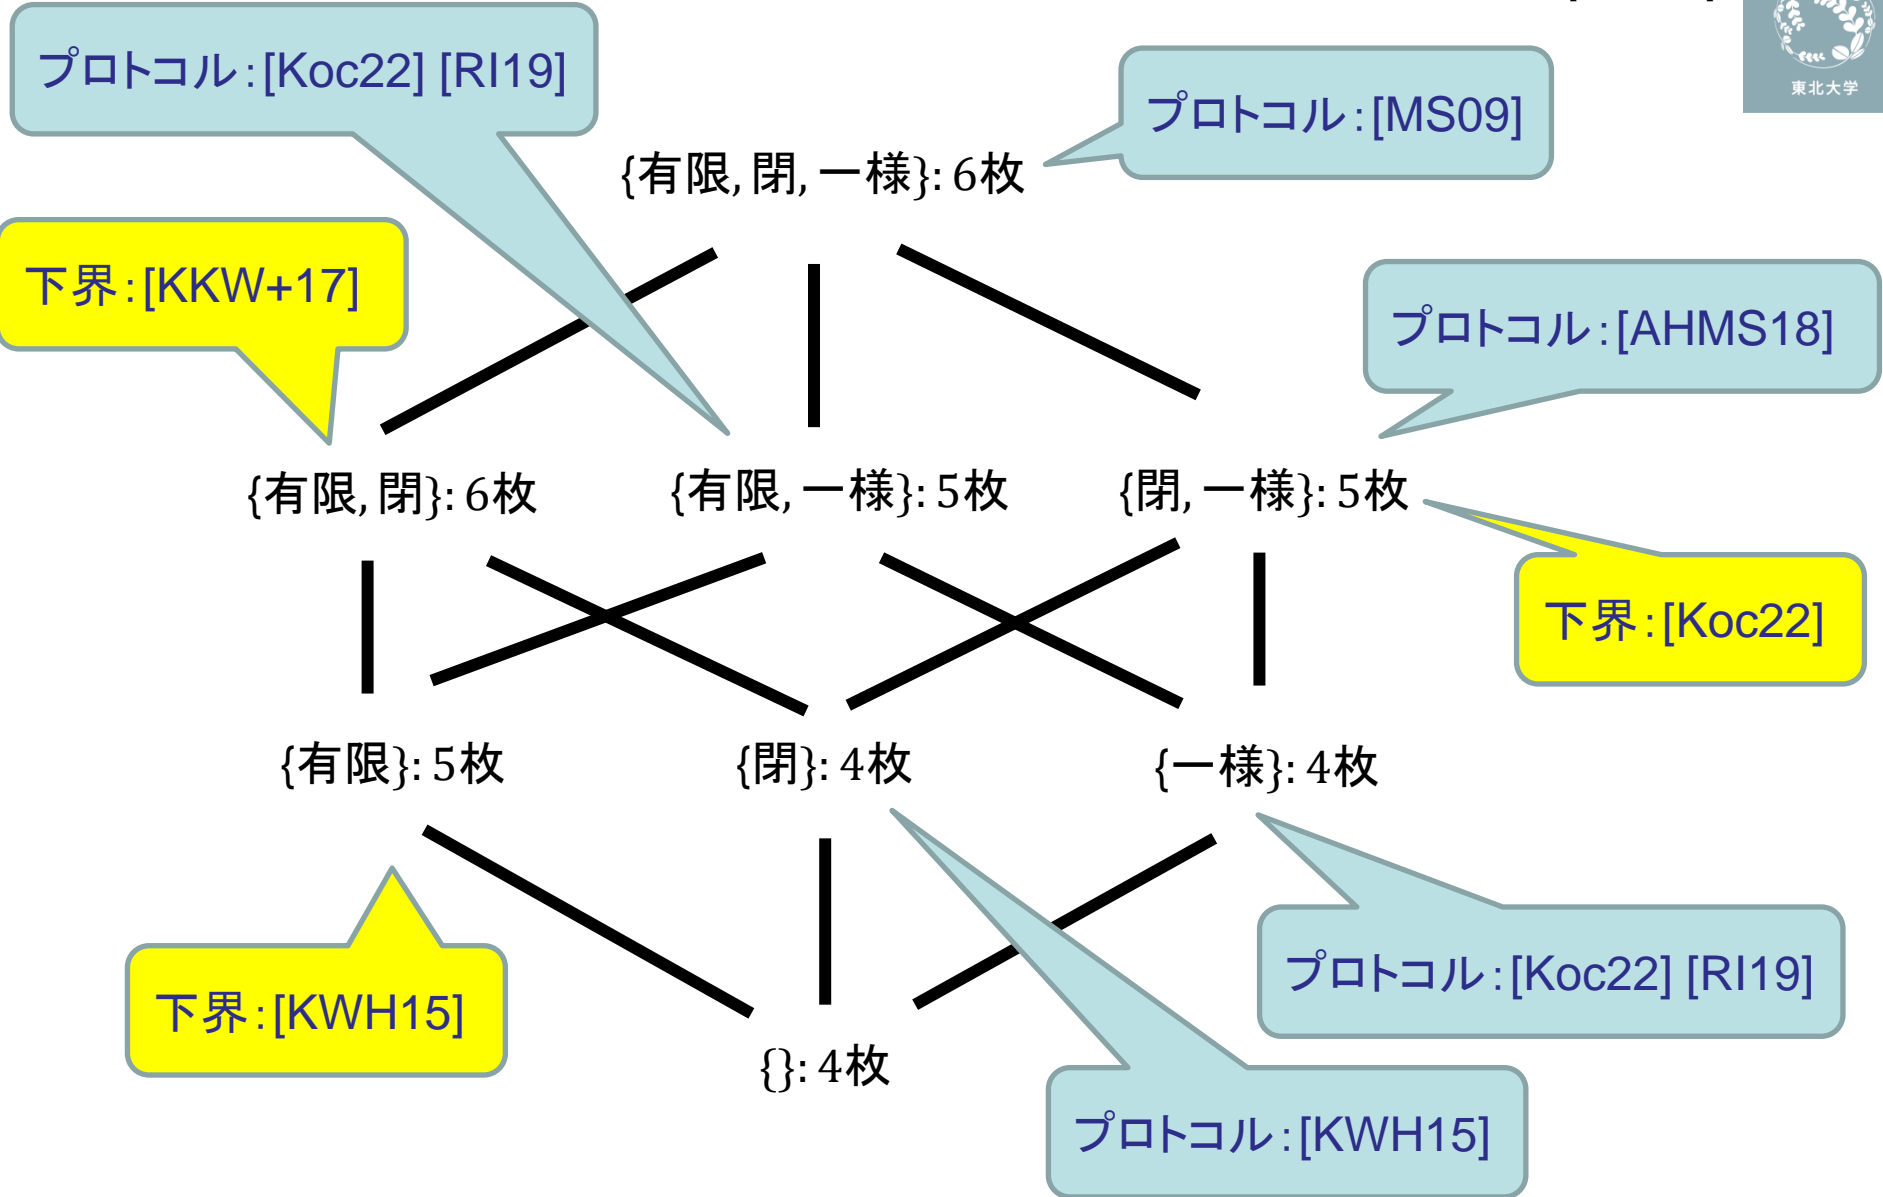 東北大学
プロトコル:[Koc22] [RI19]
プロトコル:[MS09]
{有限, 閉, 一様}: 6枚
下界:[KKW+17]
プロトコル:[AHMS18]
{有限, 閉}: 6枚
{有限, 一様}: 5枚
{閉, 一様}: 5枚
下界:[Koc22]
{有限}: 5枚
{閉}: 4枚
{一様}: 4枚
プロトコル:[Koc22] [RI19]
下界:[KWH15]
{}: 4枚
プロトコル:[KWH15]